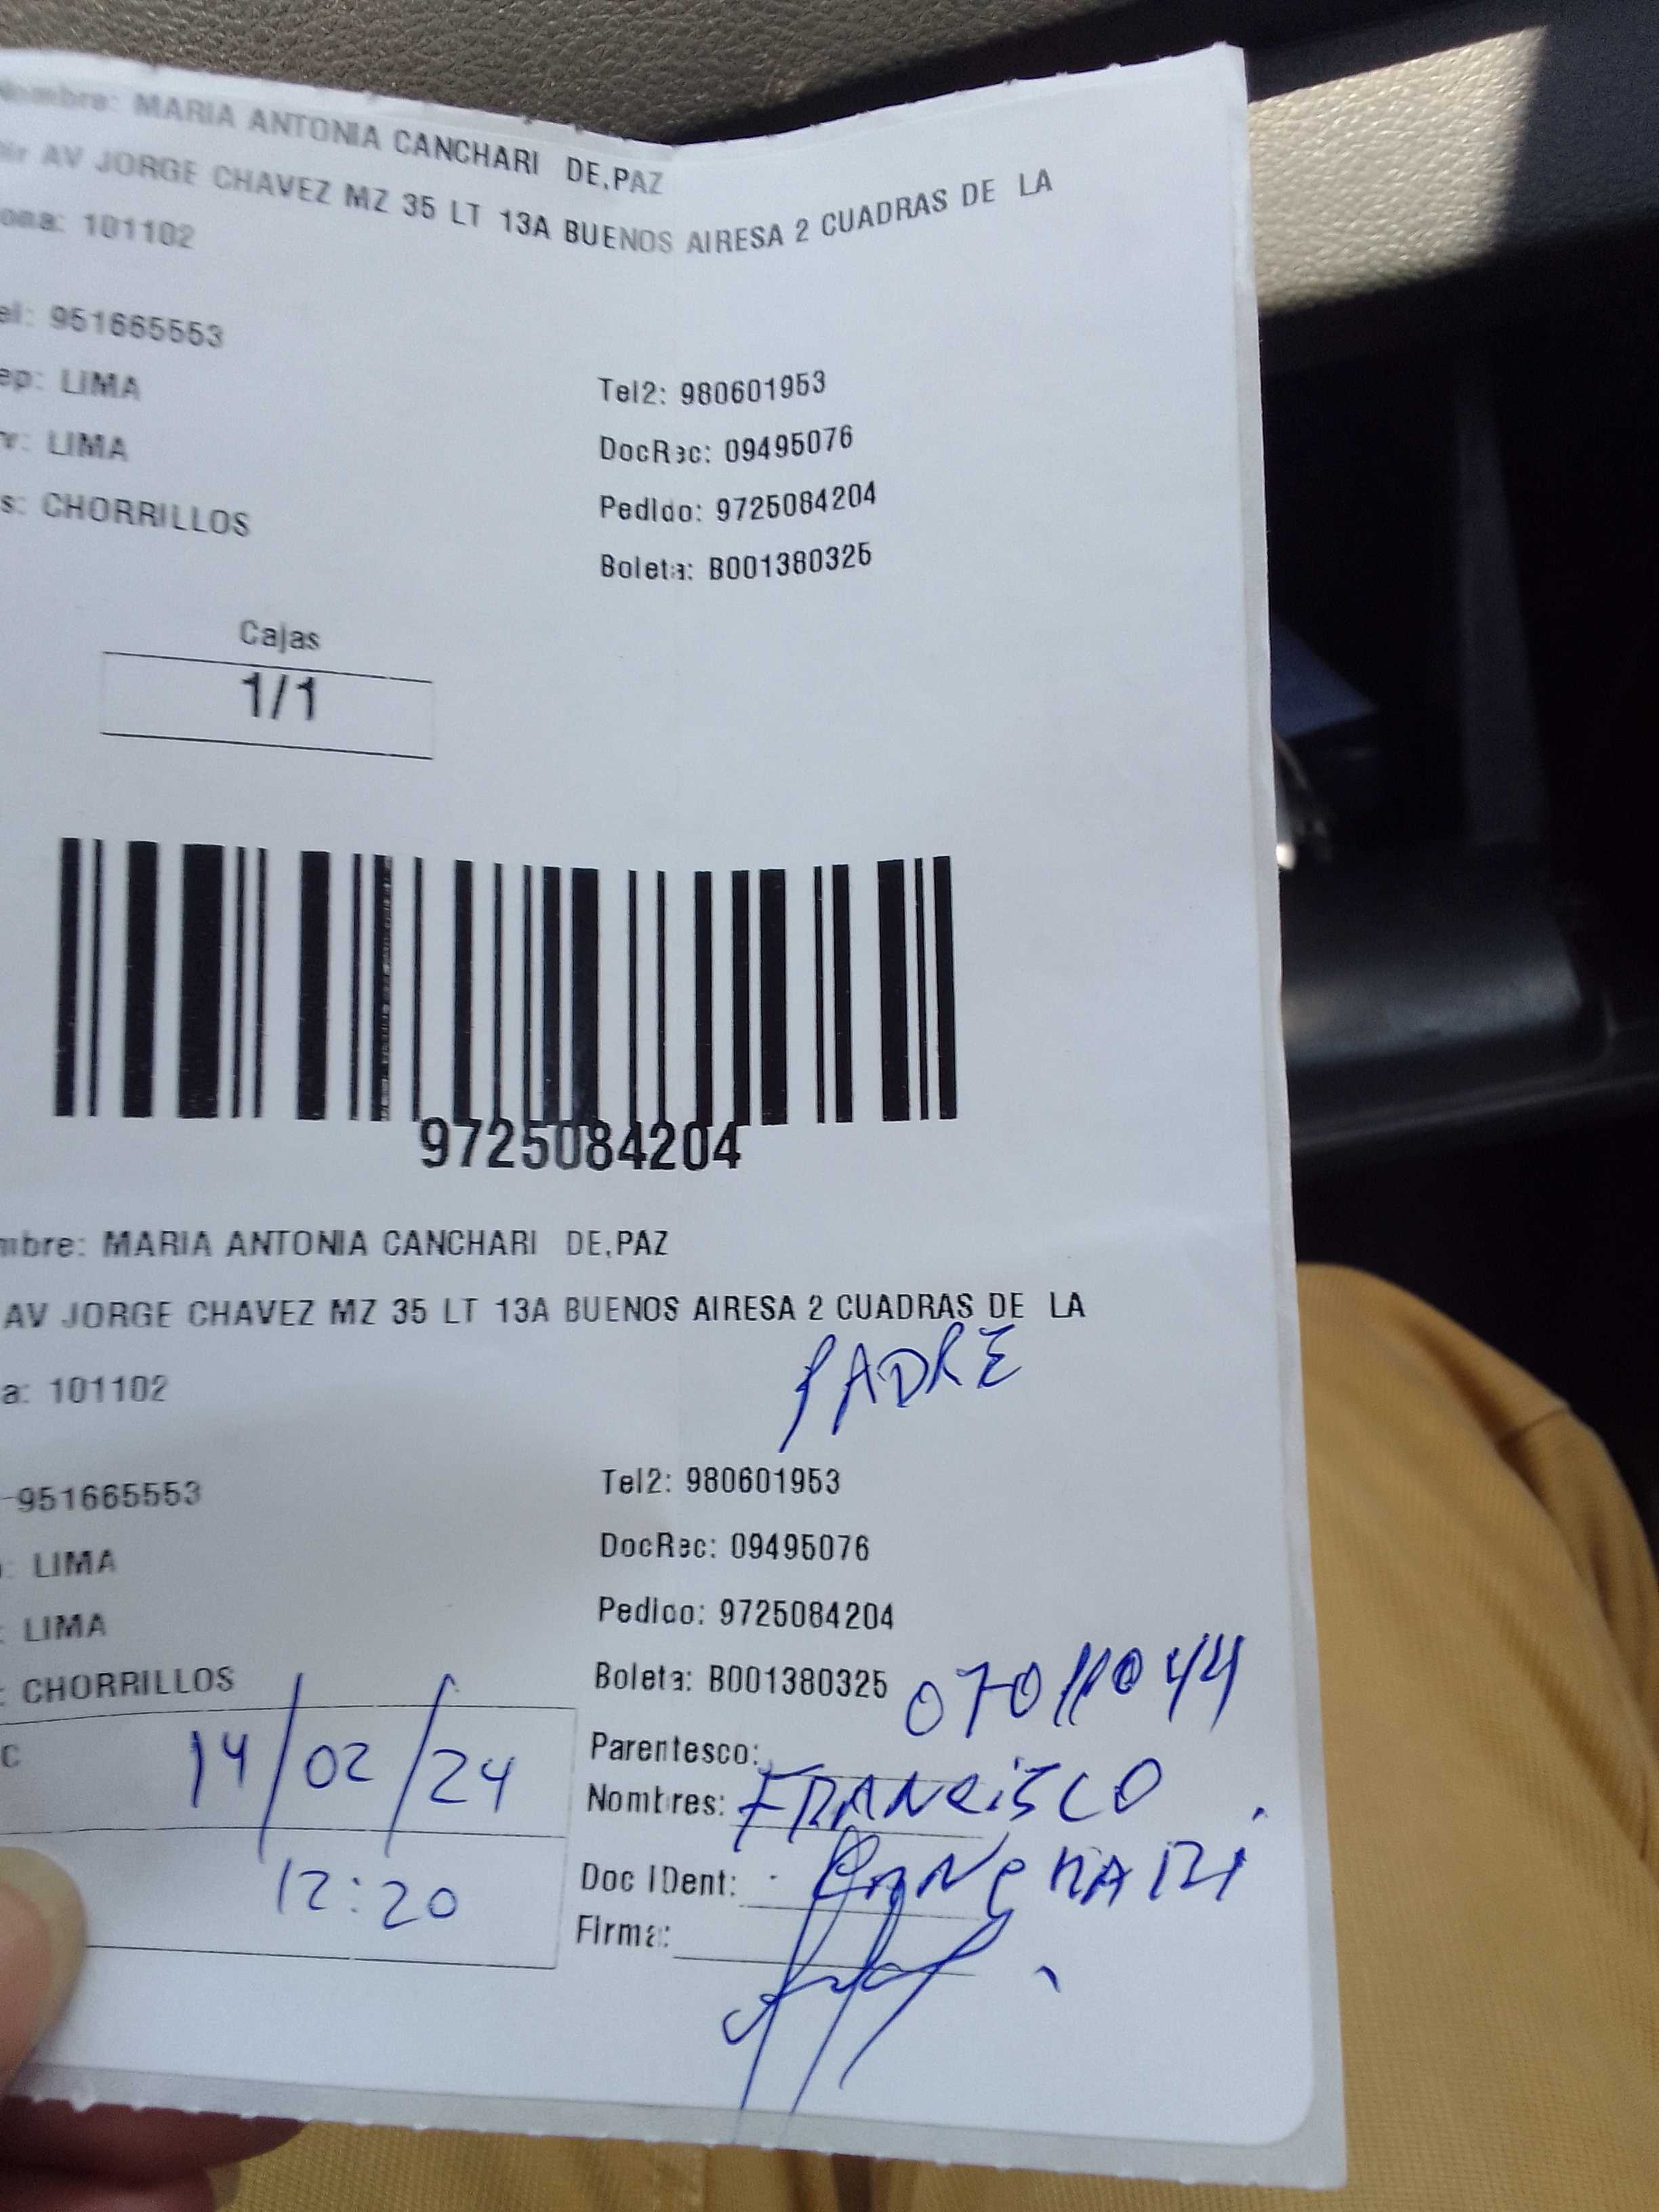 Nombre: MARIA ANTONIA CANCHARI DE,PAZ
Dir AV JORGE CHAVEZ MZ 35 LT 13A BUENOS AIRESA 2 CUADRAS DE LA
ona: 101102
el: 951665553
ep: LIMA
Tel2: 980601953
v: LIMA
DocRec: 09495076
s: CHORRILLOS
Pedido: 9725084204
Boleta: B001380325
Cajas
1/1
9725084204
mbre: MARIA ANTONIA CANCHARI DE,PAZ
AV JORGE CHAVEZ MZ 35 LT 13A BUENOS AIRESA 2 CUADRAS DE LA
PADRE
a: 101102
951665553
Tel2: 980601953
: LIMA
DocRec: 09495076
: LIMA
Pedido: 9725084204
: CHORRILLOS
Boleta: B001380325
C
14/02/24
Parentesco:
Nombres: FRANCISCO
12:20
Doc IDent: CANCHARI
Firma: